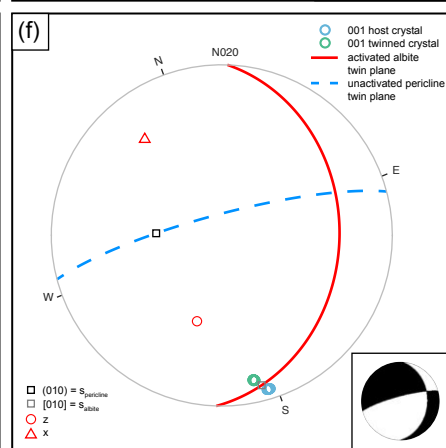 (f)
N020
N
E
W
S
001 host crystal
001 twinned crystal
activated albite
twin plane
unactivated pericline
twin plane
(010) = s_pericline
[010] = s_albite
z
x